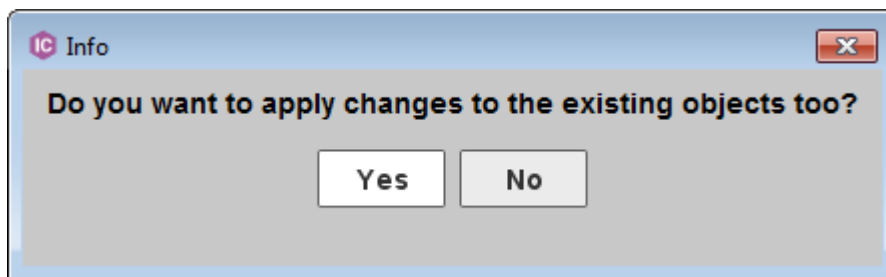 IC Info
Do you want to apply changes to the existing objects too?
Yes No